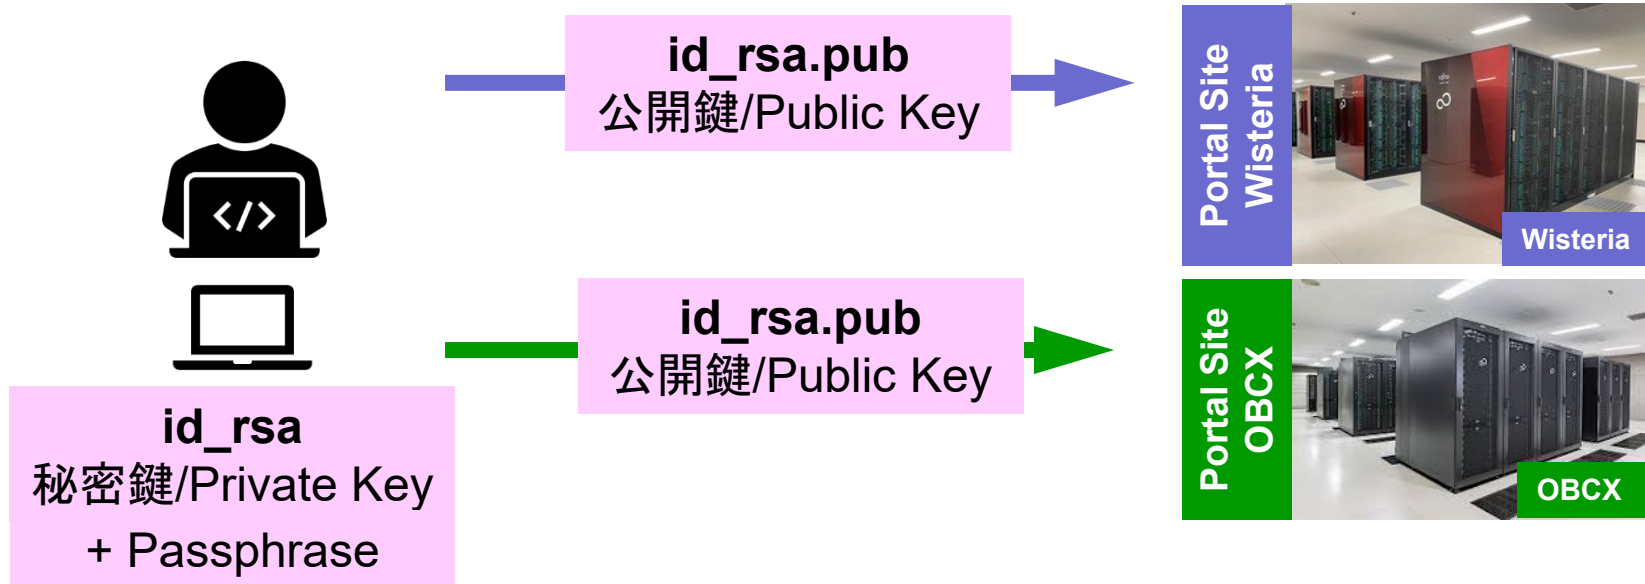 id_rsa.pub
公開鍵/Public Key
Portal Site
Wisteria
Wisteria
</>
id_rsa.pub
公開鍵/Public Key
Portal Site
OBCX
OBCX
id_rsa
秘密鍵/Private Key
+ Passphrase